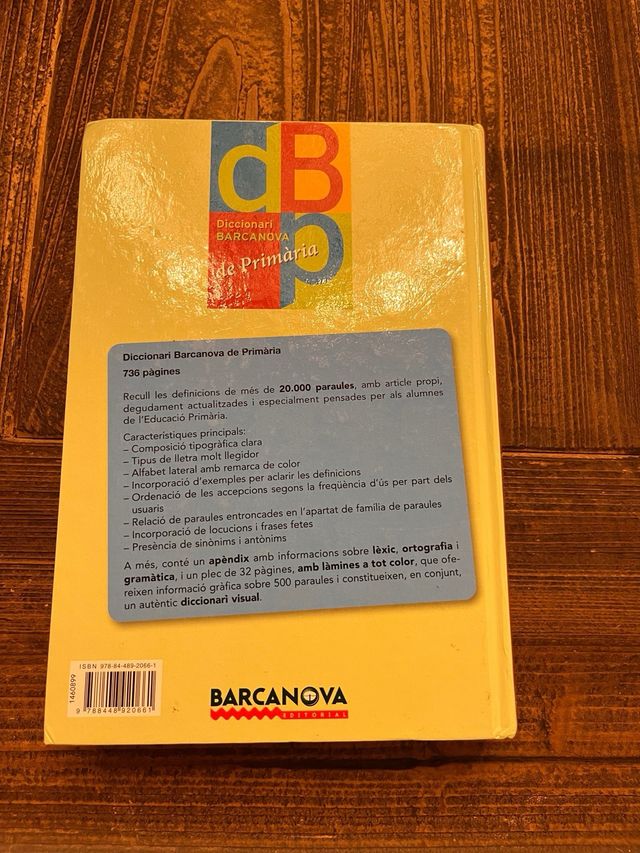 dB
Diccionari
BARCANOVA
p
de Primària
Diccionari Barcanova de Primària
736 pàgines
Recull les definicions de més de 20.000 paraules, amb article propi,
degudament actualitzades i especialment pensades per als alumnes
de l'Educació Primària.
Característiques principals:
– Composició tipogràfica clara
– Tipus de lletra molt llegidor
– Alfabet lateral amb remarca de color
– Incorporació d'exemples per aclarir les definicions
– Ordenació de les accepcions segons la freqüència d'ús per part dels
usuaris
– Relació de paraules entroncades en l'apartat de família de paraules
– Incorporació de locucions i frases fetes
– Presència de sinònims i antònims
A més, conté un apèndix amb informacions sobre lèxic, ortografia i
gramàtica, i un plec de 32 pàgines, amb làmines a tot color, que ofe-
reixen informació gràfica sobre 500 paraules i constitueixen, en conjunt,
un autèntic diccionari visual.
ISBN 978-84-489-2066-1
1460899
9 788448 920661
BARCANOVA
EDITORIAL